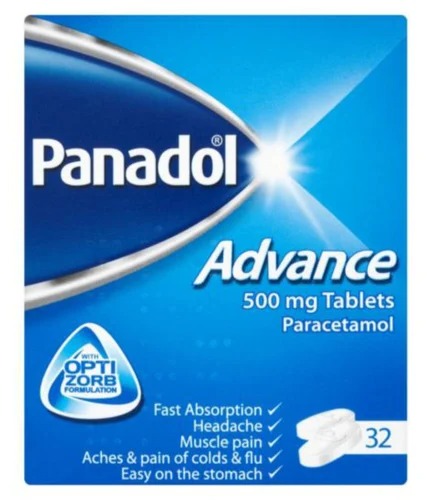 Panadol®
Advance
500 mg Tablets
Paracetamol
WITH
OPTI
ZORB
FORMULATION
Fast Absorption ✓
Headache ✓
Muscle pain ✓
Aches & pain of colds & flu ✓
Easy on the stomach ✓
32